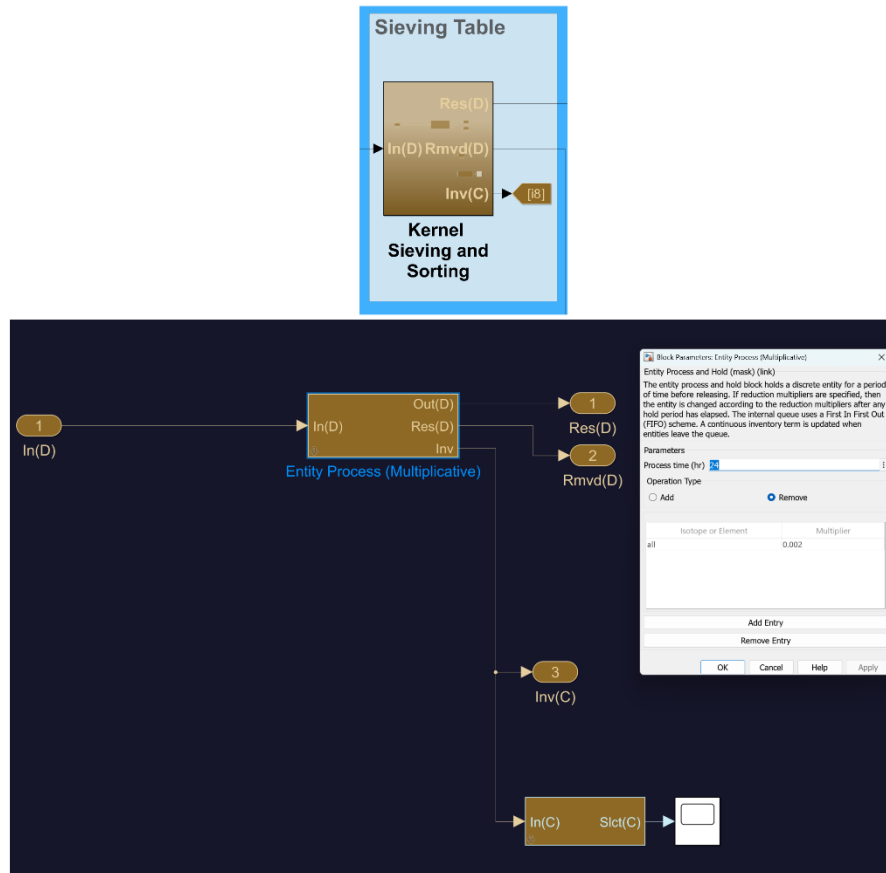 Sieving Table
Res(D)
In(D) Rmvd(D)
Inv(C)
[i8]
Kernel
Sieving and
Sorting
1
In(D)
In(D)
Out(D)
Res(D)
Inv
Entity Process (Multiplicative)
1
Res(D)
2
Rmvd(D)
3
Inv(C)
In(C)
Slct(C)
Block Parameters: Entity Process (Multiplicative)
Entity Process and Hold (mask) (link)
The entity process and hold block holds a discrete entity for a period
of time before releasing. If reduction multipliers are specified, then
the entity is changed according to the reduction multipliers after any
hold period has elapsed. The internal queue uses a First In First Out
(FIFO) scheme. A continuous inventory term is updated when
entities leave the queue.
Parameters
Process time (hr) 24
Operation Type
Add
Remove
Isotope or Element Multiplier
all 0.002
Add Entry
Remove Entry
OK Cancel Help Apply